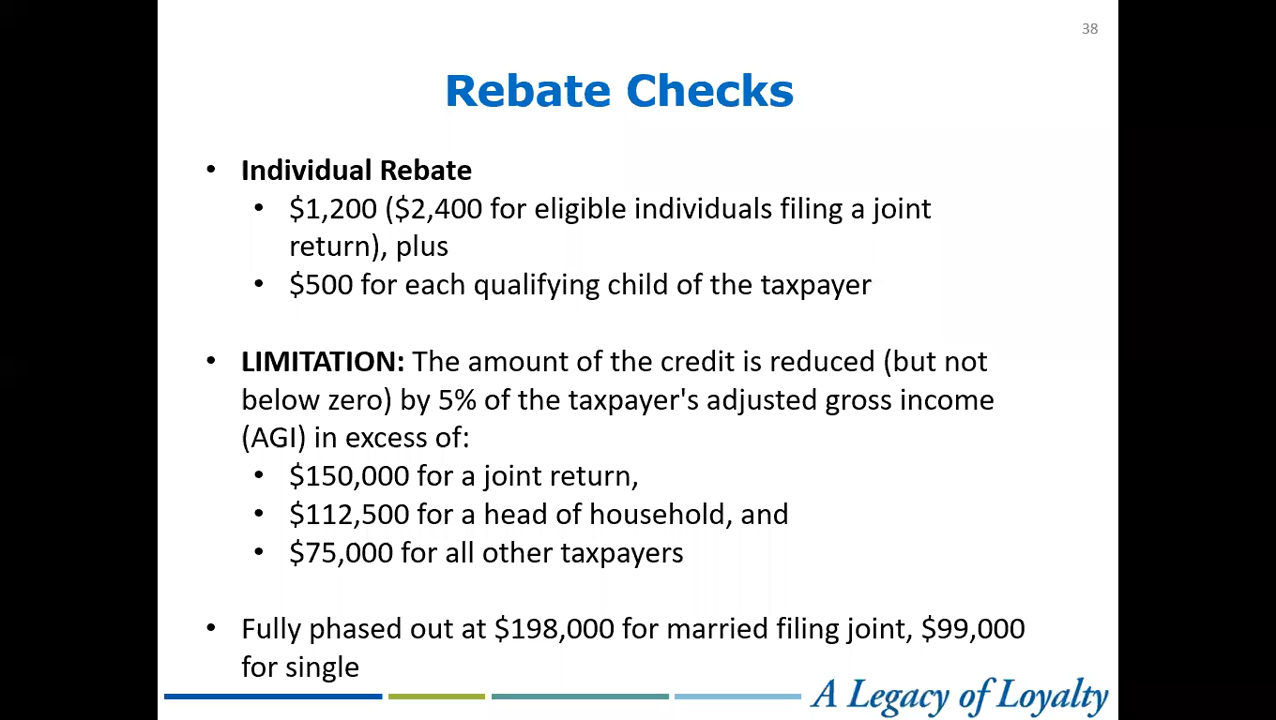 38
Rebate Checks
• Individual Rebate
• $1,200 ($2,400 for eligible individuals filing a joint
return), plus
• $500 for each qualifying child of the taxpayer
• LIMITATION: The amount of the credit is reduced (but not
below zero) by 5% of the taxpayer's adjusted gross income
(AGI) in excess of:
• $150,000 for a joint return,
• $112,500 for a head of household, and
• $75,000 for all other taxpayers
• Fully phased out at $198,000 for married filing joint, $99,000
for single
A Legacy of Loyalty